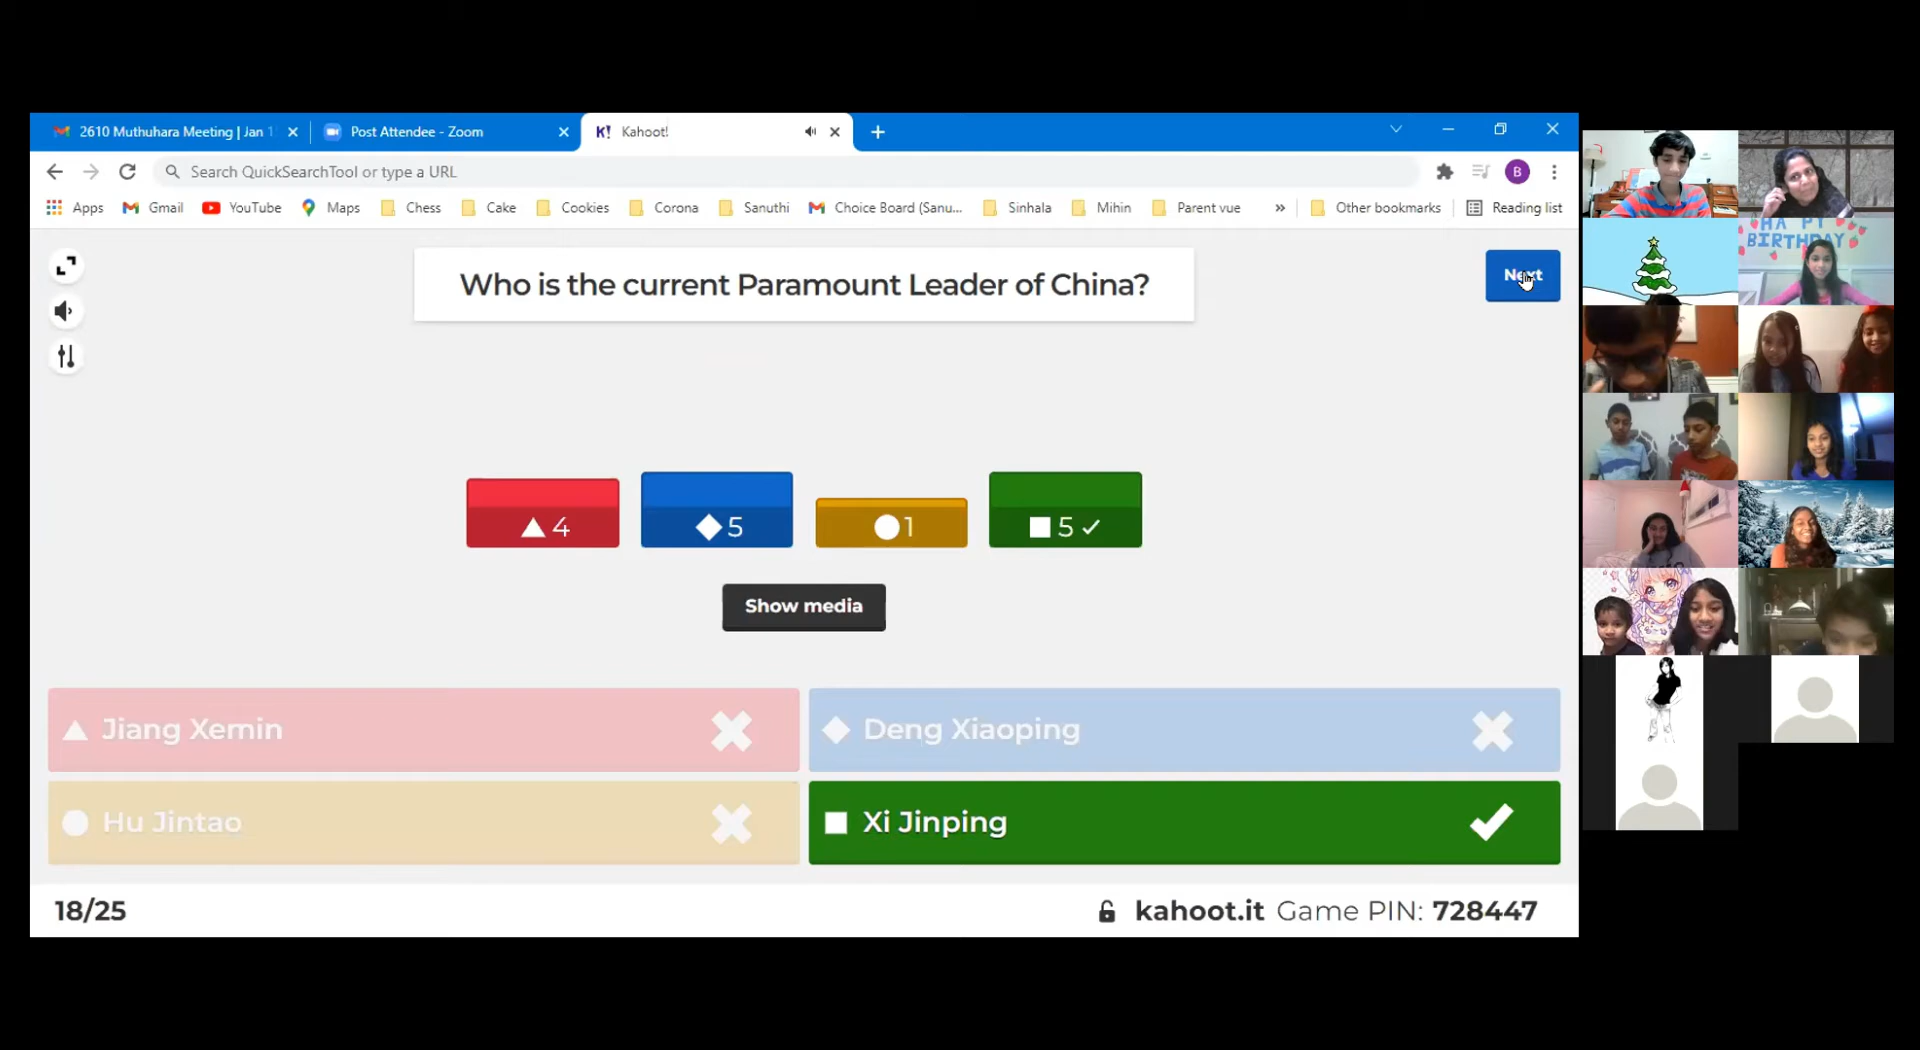 2610 Muthuhara Meeting | Jan 1
Post Attendee - Zoom
K! Kahoot!
Search QuickSearchTool or type a URL
B
Apps
Gmail
YouTube
Maps
Chess
Cake
Cookies
Corona
Sanuthi
Choice Board (Sanu...
Sinhala
Mihin
Parent vue
»
Other bookmarks
Reading list
Who is the current Paramount Leader of China?
Next
4
5
1
5
Show media
Jiang Xemin
Deng Xiaoping
Hu Jintao
Xi Jinping
18/25
kahoot.it Game PIN: 728447
HAPPY
BIRTHDAY